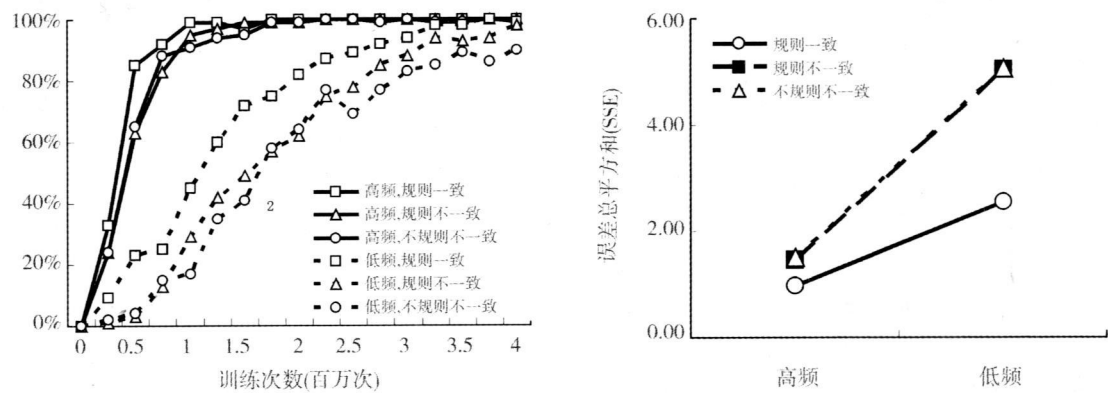 100%
80%
60%
40%
20%
0%
2
高频,规则一致
高频,规则不一致
高频,不规则不一致
低频,规则一致
低频,规则不一致
低频,不规则不一致
0 0.5 1 1.5 2 2.5 3 3.5 4
训练次数(百万次)
误差总平方和(SSE)
6.00
4.00
2.00
0.00
规则一致
规则不一致
不规则不一致
高频 低频